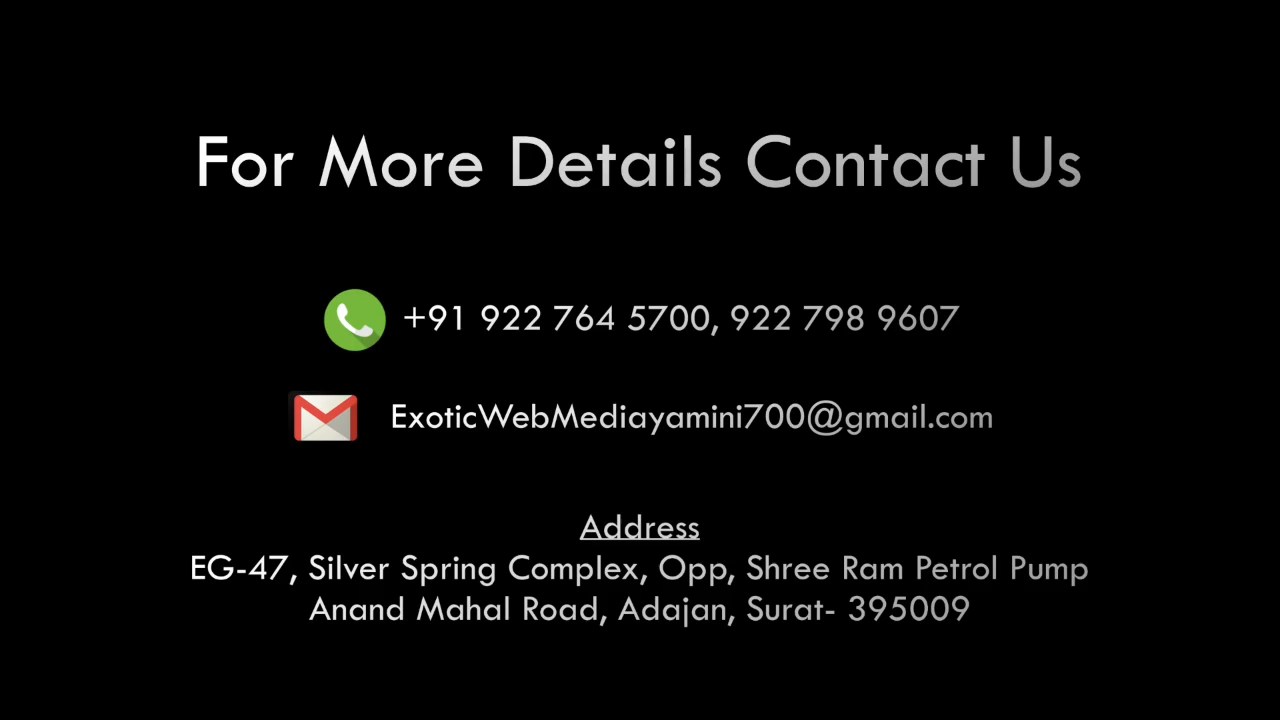 For More Details Contact Us
+91 922 764 5700, 922 798 9607
ExoticWebMediayamini700@gmail.com
Address
EG-47, Silver Spring Complex, Opp, Shree Ram Petrol Pump
Anand Mahal Road, Adajan, Surat- 395009